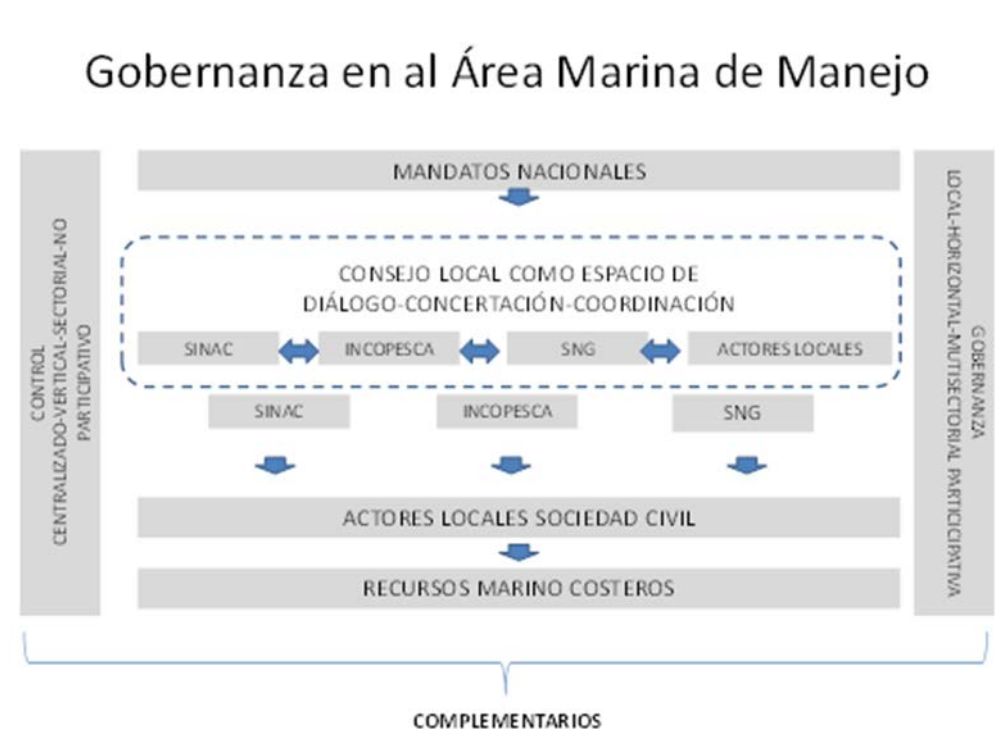 Gobernanza en al Área Marina de Manejo
CONTROL
CENTRALIZADO-VERTICAL-SECTORIAL-NO
PARTICIPATIVO
MANDATOS NACIONALES
CONSEJO LOCAL COMO ESPACIO DE
DIÁLOGO-CONCERTACIÓN-COORDINACIÓN
SINAC
INCOPESCA
SNG
ACTORES LOCALES
SINAC
INCOPESCA
SNG
ACTORES LOCALES SOCIEDAD CIVIL
RECURSOS MARINO COSTEROS
GOBERNANZA
LOCAL-HORIZONTAL-MUTISECTORIAL PARTICICIPATIVA
COMPLEMENTARIOS